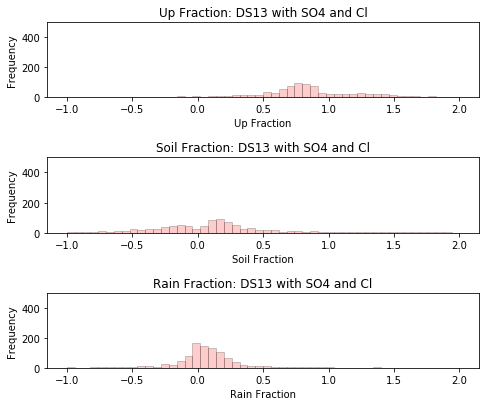 Up Fraction: DS13 with SO4 and Cl
Frequency
400
200
0
−1.0 −0.5 0.0 0.5 1.0 1.5 2.0
Up Fraction
Soil Fraction: DS13 with SO4 and Cl
Frequency
400
200
0
−1.0 −0.5 0.0 0.5 1.0 1.5 2.0
Soil Fraction
Rain Fraction: DS13 with SO4 and Cl
Frequency
400
200
0
−1.0 −0.5 0.0 0.5 1.0 1.5 2.0
Rain Fraction